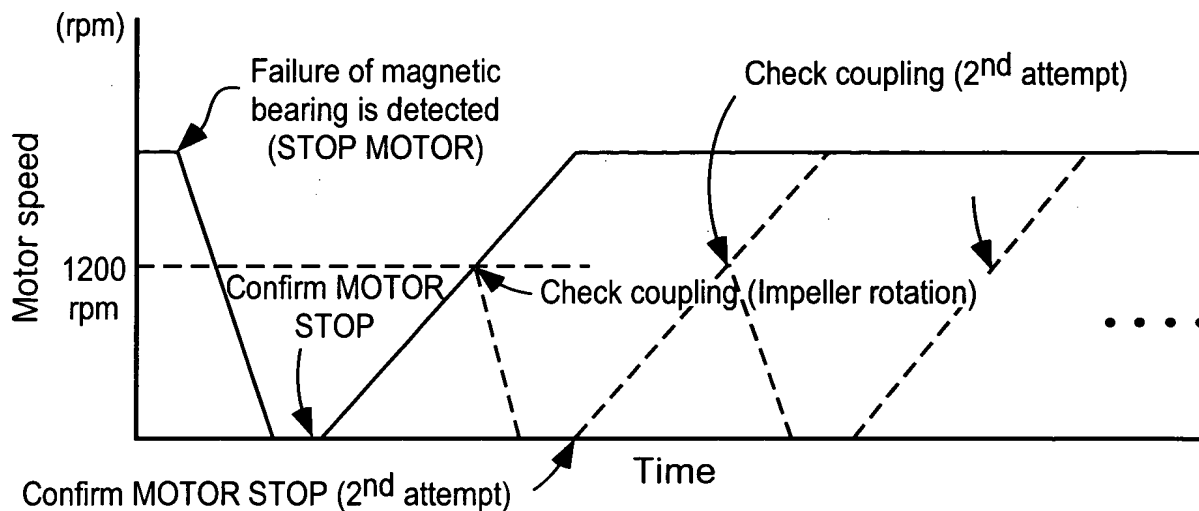 (rpm)
Failure of magnetic
bearing is detected
(STOP MOTOR)
Check coupling (2nd attempt)
Motor speed
1200
rpm
Confirm MOTOR
STOP
Check coupling (Impeller rotation)
Time
Confirm MOTOR STOP (2nd attempt)